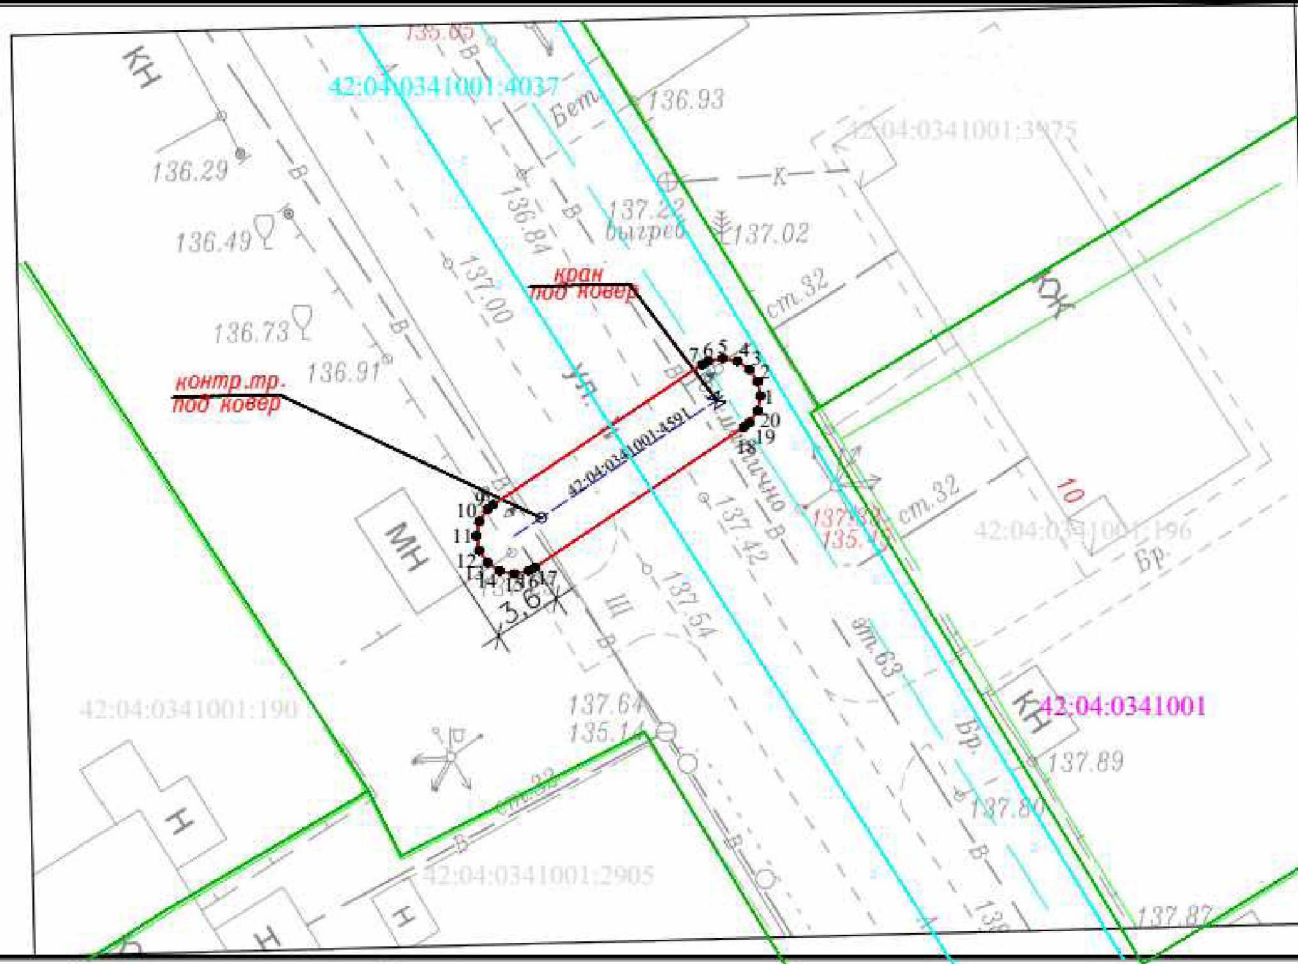 135.05
В
КН
42:04:0341001:4037
Бет
136.93
42:04:0341001:3975
136.29
В
К
136.84
В
137.22
выгреб
136.49
137.02
137.00
кран
под ковер
ст.32
КЖ
136.73
В
136.91
контр.тр.
под ковер
ул.
7 6 5 4 3 2 1
20
19
18
42:04:0341001:4591
9
10
11
12
13
14
15
16
17
В
МН
137.42
В
ст.32
10
42:04:0341001:196
Бр.
3,6
Ш
В
137.54
эт.63
42:04:0341001:190
137.64
135.14
КН
42:04:0341001
Бр.
137.89
ст.32
137.80
Н
В
В
В
42:04:0341001:2905
Н
Н
137.87